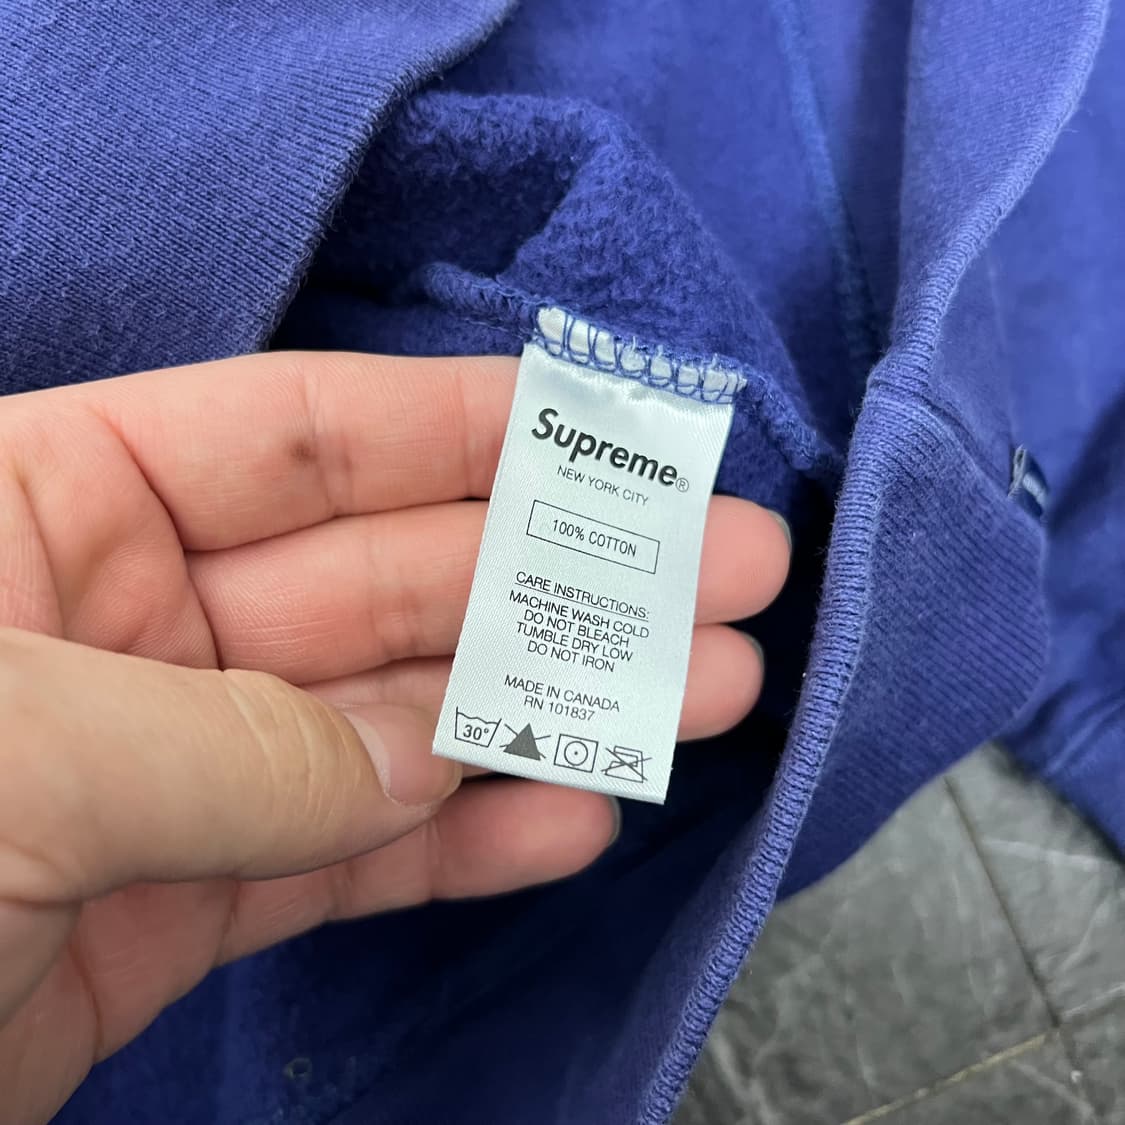 Supreme®
NEW YORK CITY
100% COTTON
CARE INSTRUCTIONS:
MACHINE WASH COLD
DO NOT BLEACH
TUMBLE DRY LOW
DO NOT IRON
MADE IN CANADA
RN 101837
30°